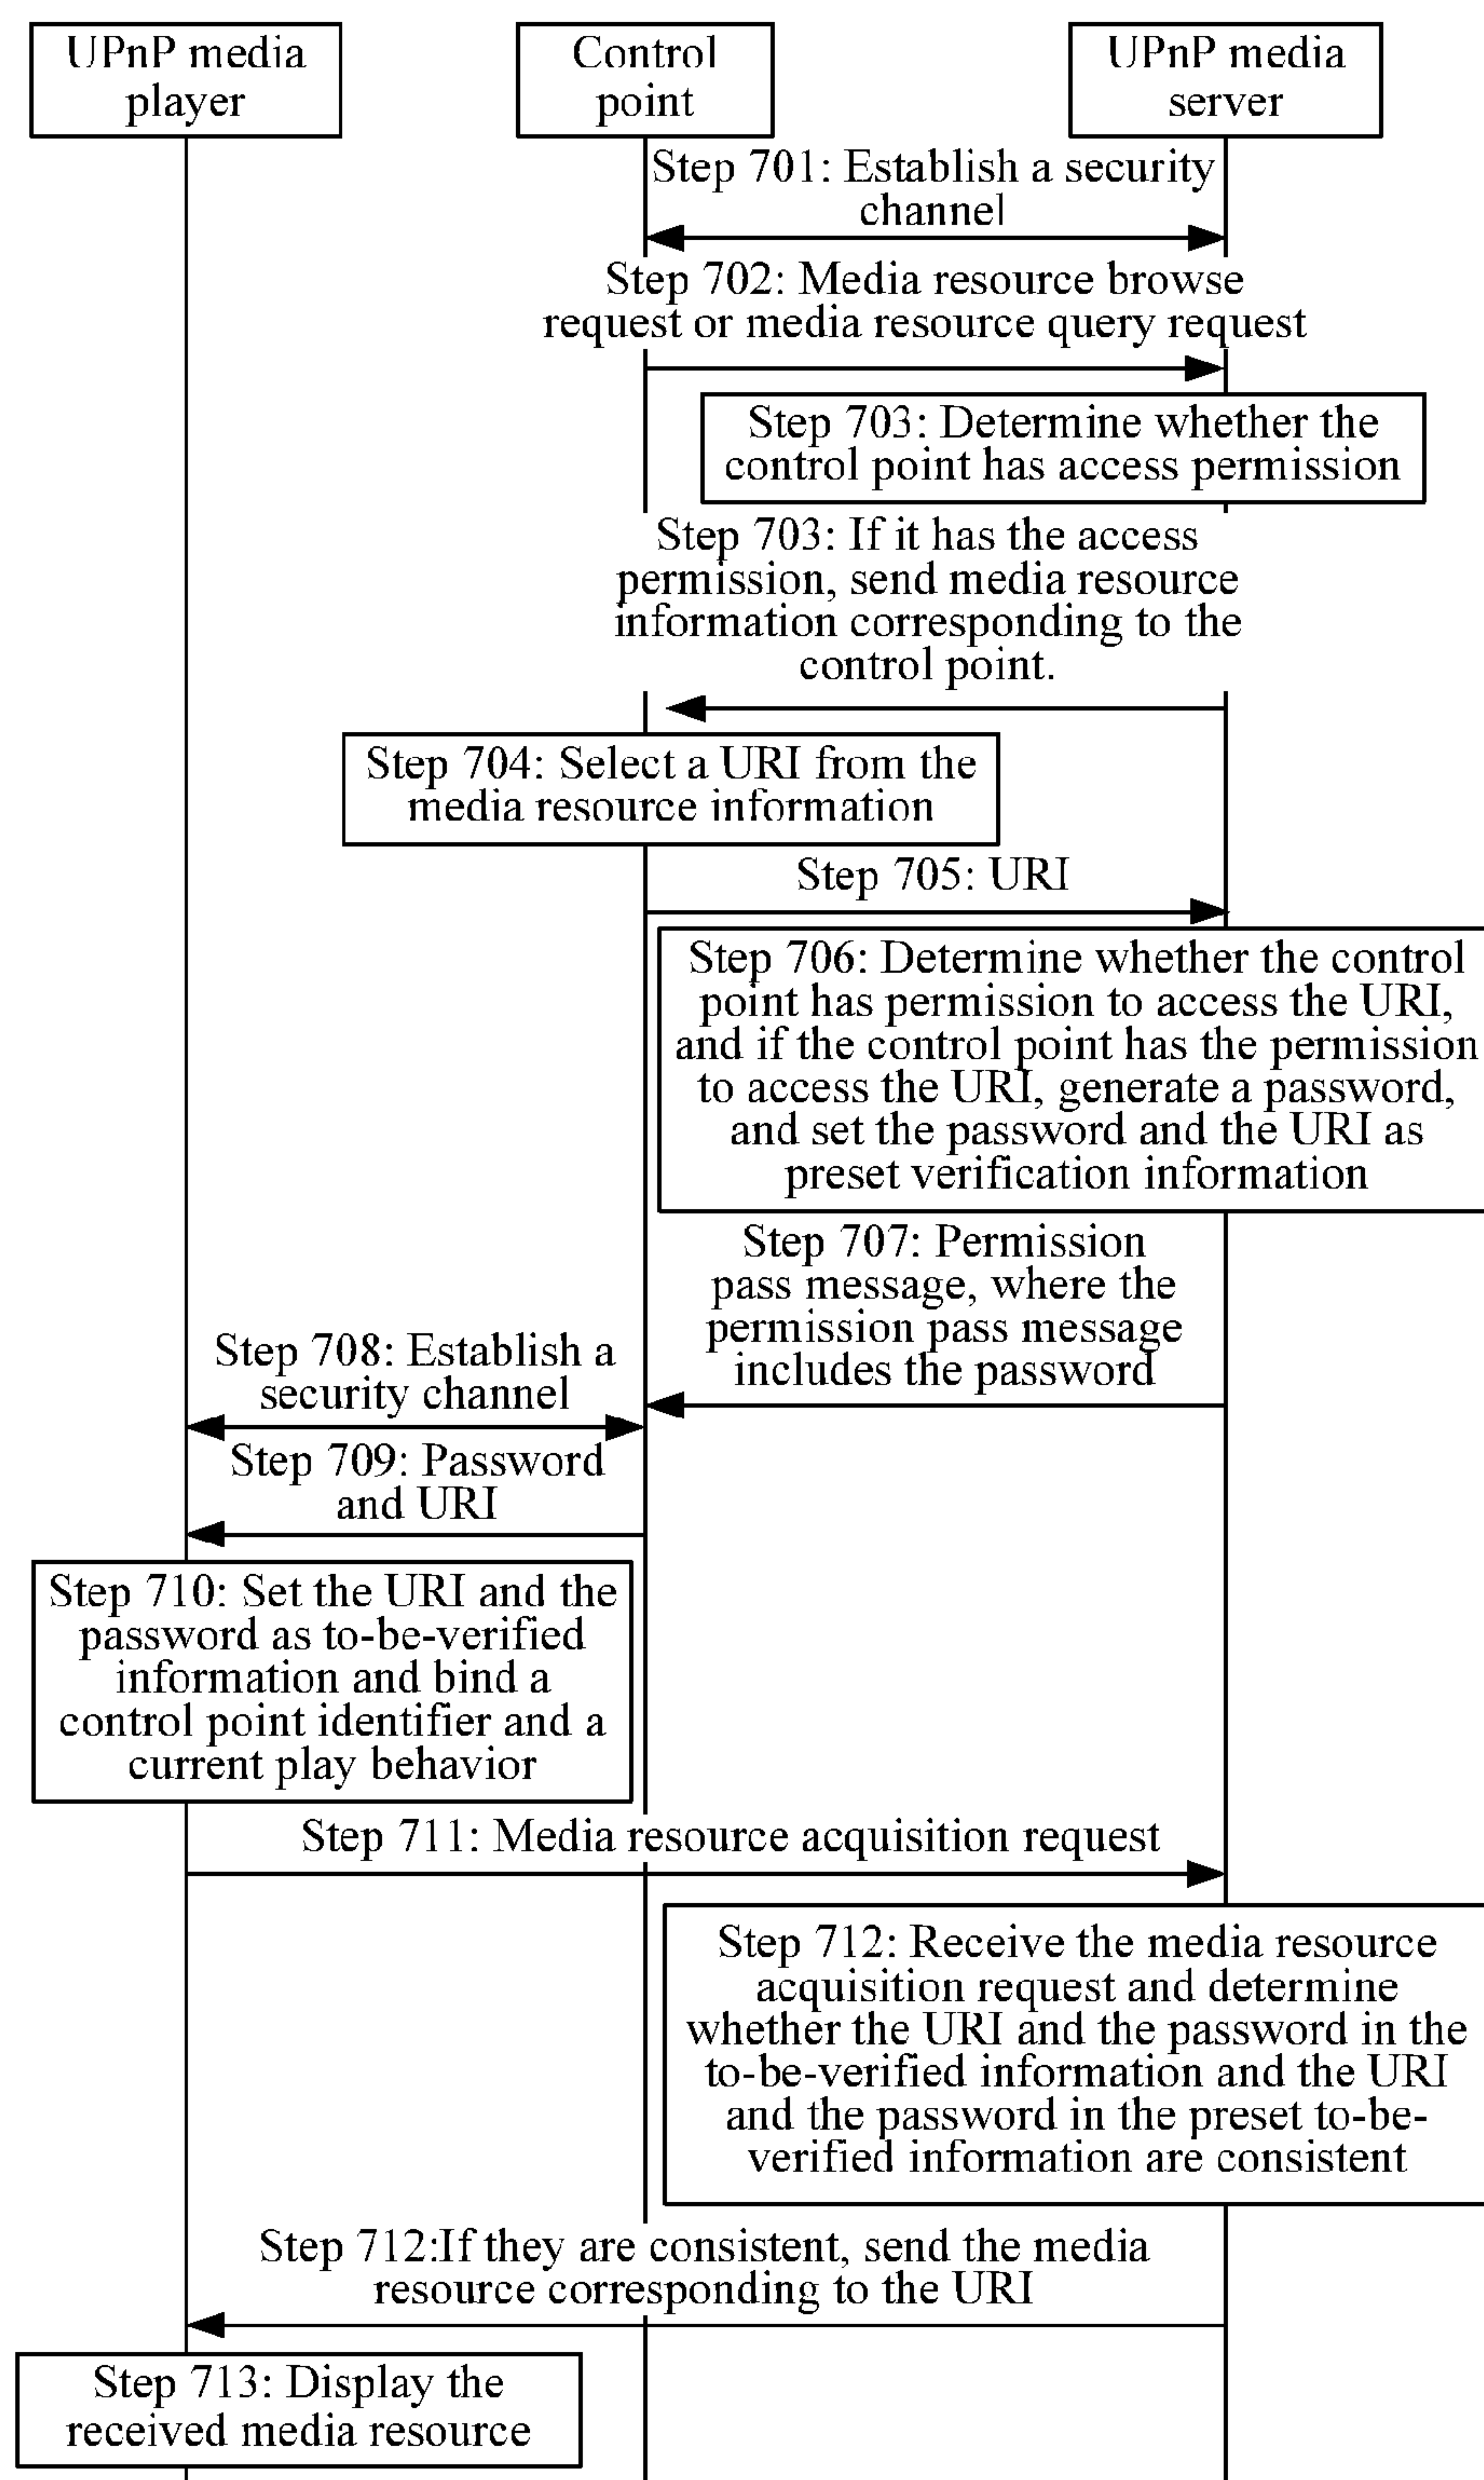 UPnP media
player
Control
point
UPnP media
server
Step 701: Establish a security
channel
Step 702: Media resource browse
request or media resource query request
Step 703: Determine whether the
control point has access permission
Step 703: If it has the access
permission, send media resource
information corresponding to the
control point.
Step 704: Select a URI from the
media resource information
Step 705: URI
Step 706: Determine whether the control
point has permission to access the URI,
and if the control point has the permission
to access the URI, generate a password,
and set the password and the URI as
preset verification information
Step 707: Permission
pass message, where the
permission pass message
includes the password
Step 708: Establish a
security channel
Step 709: Password
and URI
Step 710: Set the URI and the
password as to-be-verified
information and bind a
control point identifier and a
current play behavior
Step 711: Media resource acquisition request
Step 712: Receive the media resource
acquisition request and determine
whether the URI and the password in the
to-be-verified information and the URI
and the password in the preset to-be-
verified information are consistent
Step 712:If they are consistent, send the media
resource corresponding to the URI
Step 713: Display the
received media resource